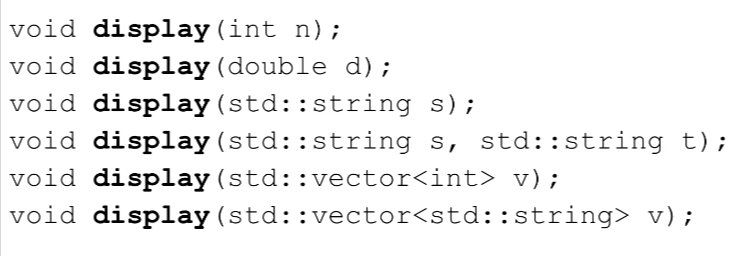 void display(int n);
void display(double d);
void display(std::string s);
void display(std::string s, std::string t);
void display(std::vector<int> v);
void display(std::vector<std::string> v);